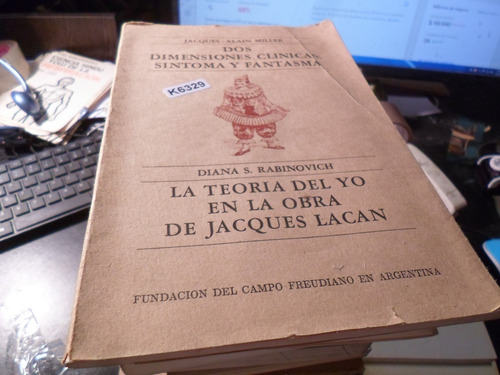 JACQUES-ALAIN MILLER
DOS
DIMENSIONES CLINICAS
SINTOMA Y FANTASMA
K6329
DIANA S. RABINOVICH
LA TEORIA DEL YO
EN LA OBRA
DE JACQUES LACAN
FUNDACION DEL CAMPO FREUDIANO EN ARGENTINA